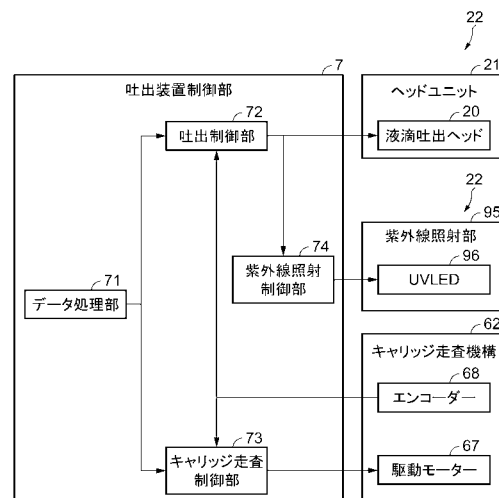 22
7
21
吐出装置制御部
ヘッドユニット
72
20
吐出制御部
液滴吐出ヘッド
22
95
74
紫外線照射部
71
96
紫外線照射
制御部
UVLED
データ処理部
62
キャリッジ走査機構
68
エンコーダー
73
67
キャリッジ走査
制御部
駆動モーター